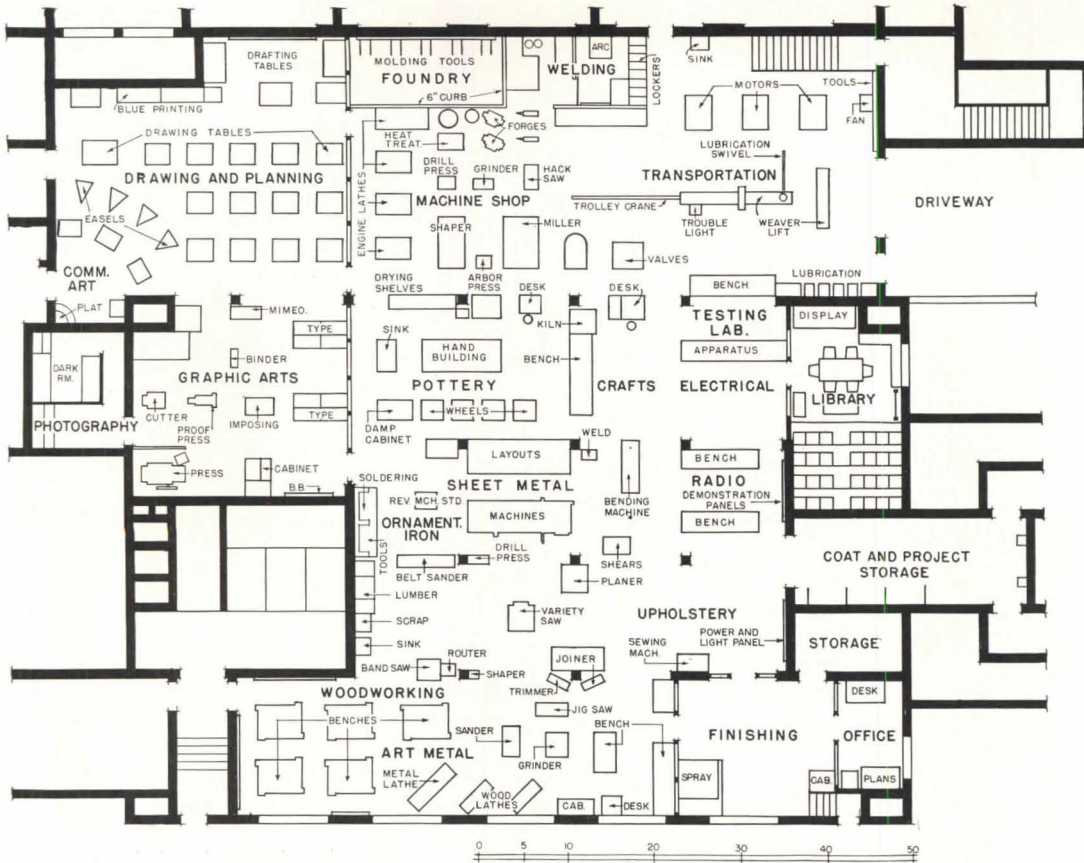 DRAFTING
TABLES
MOLDING TOOLS
FOUNDRY
6" CURB
ARC
WELDING
LOCKERS
SINK
MOTORS
TOOLS
FAN
BLUE PRINTING
DRAWING TABLES
DRAWING AND PLANNING
EASELS
COMM.
ART
PLAT
ENGINE LATHES
HEAT
TREAT.
FORGES
DRILL
PRESS
GRINDER
HACK
SAW
MACHINE SHOP
SHAPER
MILLER
ARBOR
PRESS
LUBRICATION
SWIVEL
TRANSPORTATION
TROLLEY CRANE
TROUBLE
LIGHT
WEAVER
LIFT
DRIVEWAY
VALVES
LUBRICATION
DRYING
SHELVES
DESK
DESK
BENCH
MIMEO.
TYPE
BINDER
GRAPHIC ARTS
CUTTER
PROOF
PRESS
IMPOSING
TYPE
DARK
RM.
PHOTOGRAPHY
PRESS
CABINET
B.B.
SINK
HAND
BUILDING
KILN
BENCH
POTTERY
CRAFTS
WHEELS
DAMP
CABINET
TESTING
LAB.
APPARATUS
ELECTRICAL
DISPLAY
LIBRARY
LAYOUTS
WELD
SHEET METAL
SOLDERING
REV. MCH. STD.
MACHINES
ORNAMENT.
IRON
TOOLS
BENDING
MACHINE
BENCH
RADIO
DEMONSTRATION
PANELS
BENCH
DRILL
PRESS
BELT SANDER
SHEARS
PLANER
COAT AND PROJECT
STORAGE
LUMBER
SCRAP
SINK
VARIETY
SAW
UPHOLSTERY
POWER AND
LIGHT PANEL
STORAGE
BAND SAW
ROUTER
SHAPER
JOINER
TRIMMER
SEWING
MACH.
WOODWORKING
BENCHES
ART METAL
JIG SAW
SANDER
GRINDER
BENCH
METAL
LATHE
WOOD
LATHES
CAB.
DESK
FINISHING
SPRAY
DESK
OFFICE
CAB.
PLANS
0 5 10 20 30 40 50